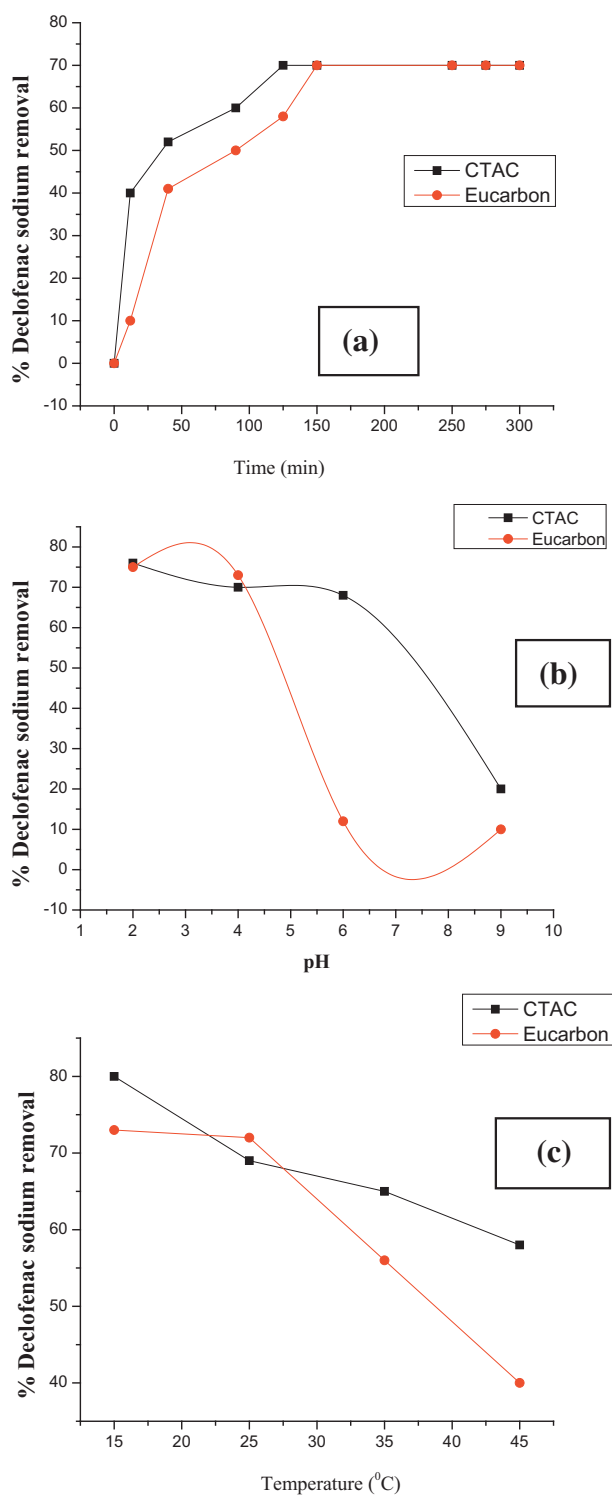 80
70
60
50
40
30
20
10
0
-10
% Declofenac sodium removal
CTAC
Eucarbon
(a)
0 50 100 150 200 250 300
Time (min)
CTAC
Eucarbon
80
70
60
50
40
30
20
10
0
-10
% Declofenac sodium removal
(b)
1 2 3 4 5 6 7 8 9 10
pH
CTAC
Eucarbon
80
70
60
50
40
% Declofenac sodium removal
(c)
15 20 25 30 35 40 45
Temperature (⁰C)